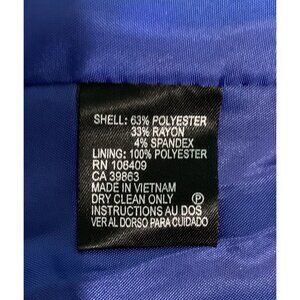 SHELL: 63% POLYESTER
33% RAYON
4% SPANDEX
LINING: 100% POLYESTER
RN 106409
CA 39863
MADE IN VIETNAM
DRY CLEAN ONLY Ⓟ
INSTRUCTIONS AU DOS
VER AL DORSO PARA CUIDADO